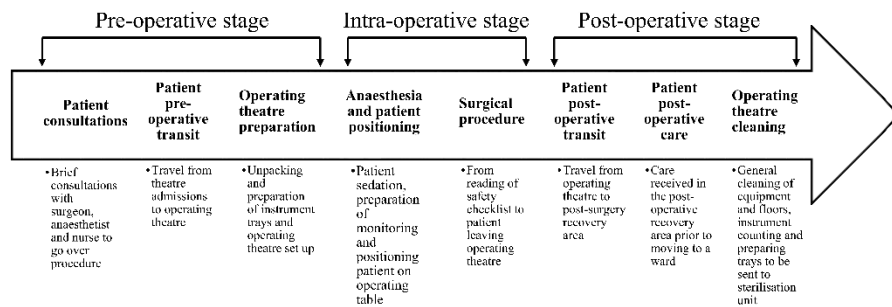 Pre-operative stage
Intra-operative stage
Post-operative stage
Patient
consultations
Patient
pre-
operative
transit
Operating
theatre
preparation
Anaesthesia
and patient
positioning
Surgical
procedure
Patient
post-
operative
transit
Patient
post-
operative
care
Operating
theatre
cleaning
•Brief
consultations
with
surgeon,
anaesthetist
and nurse to
go over
procedure
•Travel from
theatre
admissions
to operating
theatre
•Unpacking
and
preparation
of instrument
trays and
operating
theatre set up
•Patient
sedation,
preparation
of
monitoring
and
positioning
patient on
operating
table
•From
reading of
safety
checklist to
patient
leaving
operating
theatre
•Travel from
operating
theatre to
post-surgery
recovery
area
•Care
received in
the post-
operative
recovery
area prior to
moving to a
ward
•General
cleaning of
equipment
and floors,
instrument
counting and
preparing
trays to be
sent to
sterilisation
unit